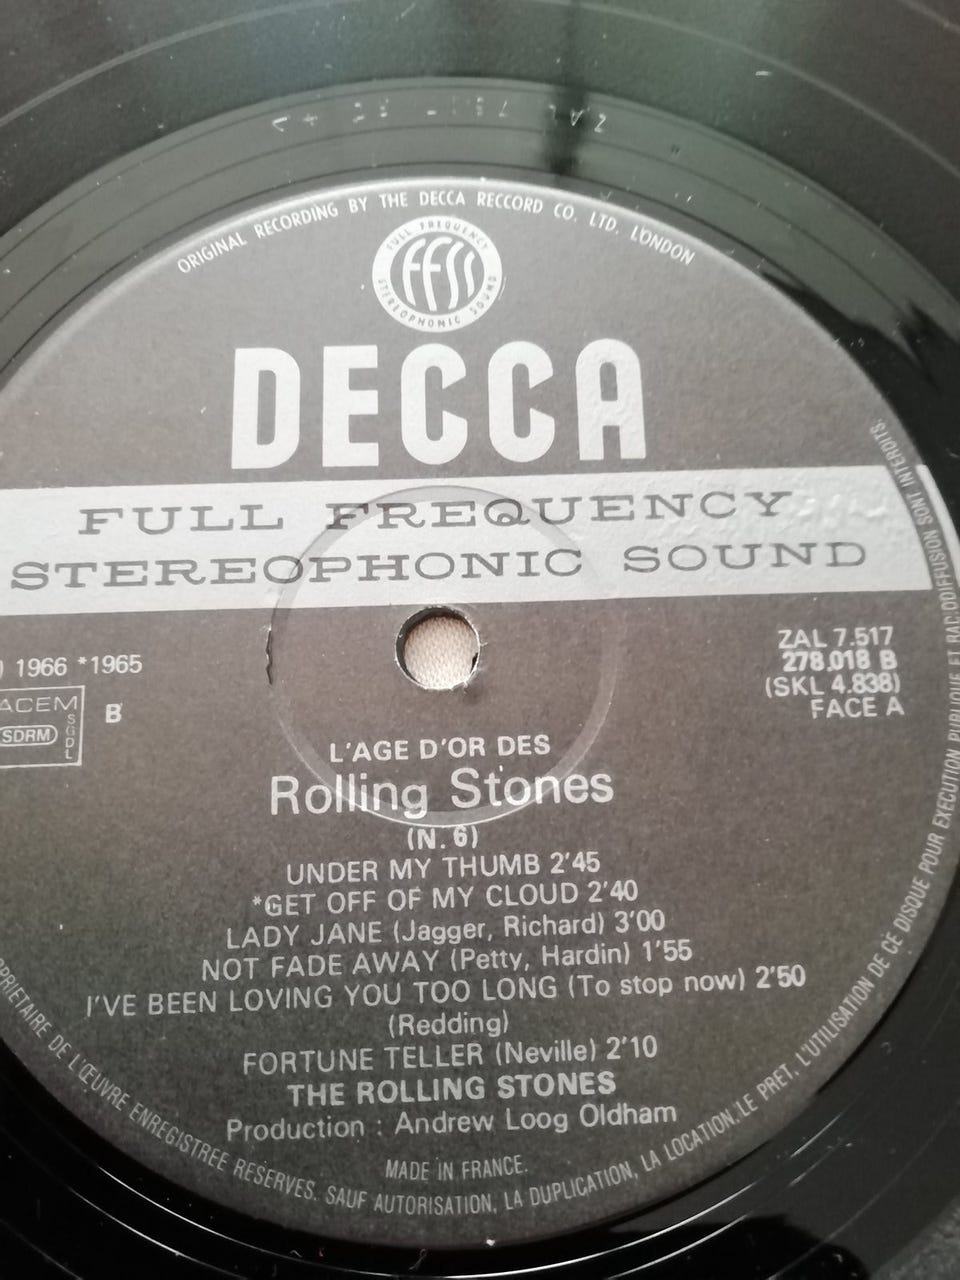 ORIGINAL RECORDING BY THE DECCA RECCORD CO. LTD. LONDON
FULL FREQUENCY
FFSS
STEREOPHONIC SOUND
DECCA
FULL FREQUENCY
STEREOPHONIC SOUND
) 1966 *1965
ACEM
SDRM
SGDL
B
ZAL 7.517
278.018 B
(SKL 4.838)
FACE A
L'AGE D'OR DES
Rolling Stones
(N. 6)
UNDER MY THUMB 2'45
*GET OFF OF MY CLOUD 2'40
LADY JANE (Jagger, Richard) 3'00
NOT FADE AWAY (Petty, Hardin) 1'55
I'VE BEEN LOVING YOU TOO LONG (To stop now) 2'50
(Redding)
FORTUNE TELLER (Neville) 2'10
THE ROLLING STONES
Production : Andrew Loog Oldham
MADE IN FRANCE.
PRIETAIRE DE L'ŒUVRE ENREGISTREE RESERVES. SAUF AUTORISATION, LA DUPLICATION, LA LOCATION, LE PRET, L'UTILISATION DE CE DISQUE POUR EXECUTION PUBLIQUE ET RADIODIFFUSION SONT INTERDITS.